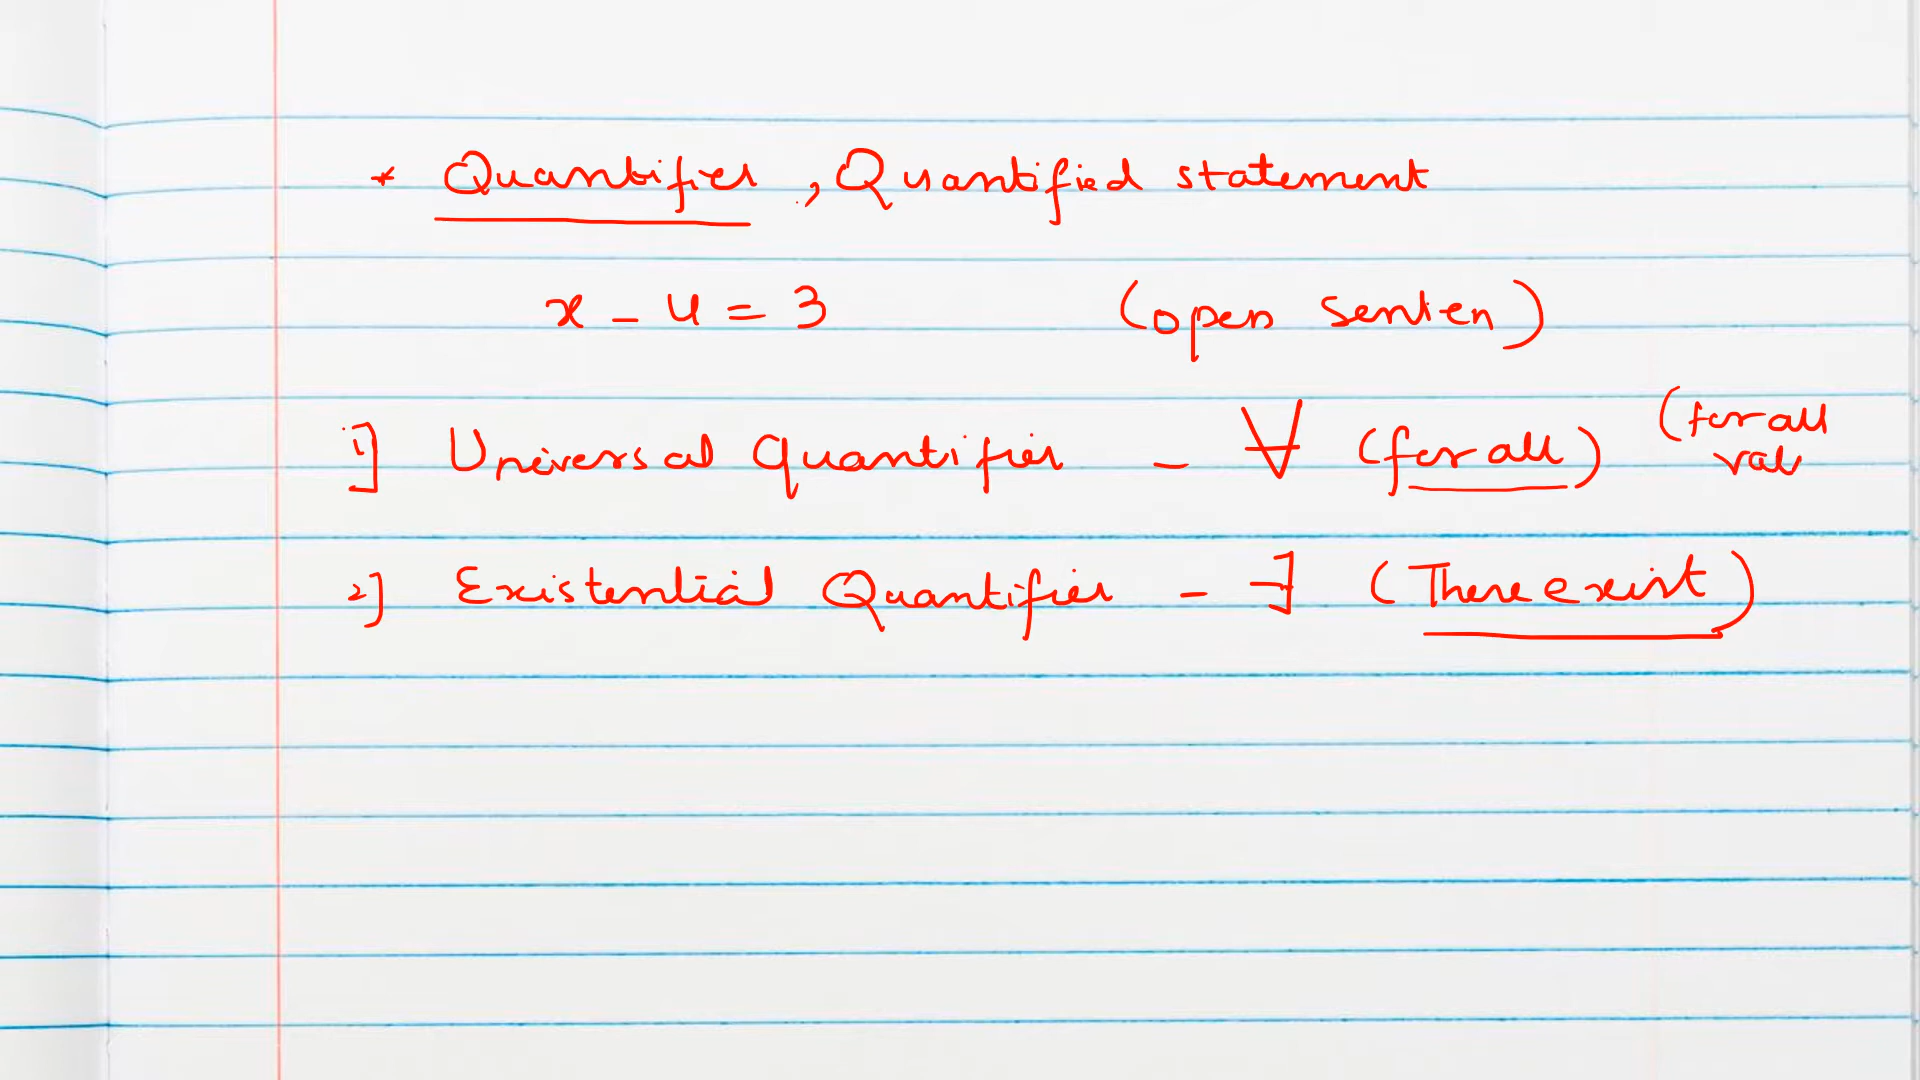 * Quantifier , Quantified statement
x - 4 = 3 (open senten)
1] Universal Quantifier - ∀ (for all) (for all
val
2] Existential Quantifier - ∃ (There exist)